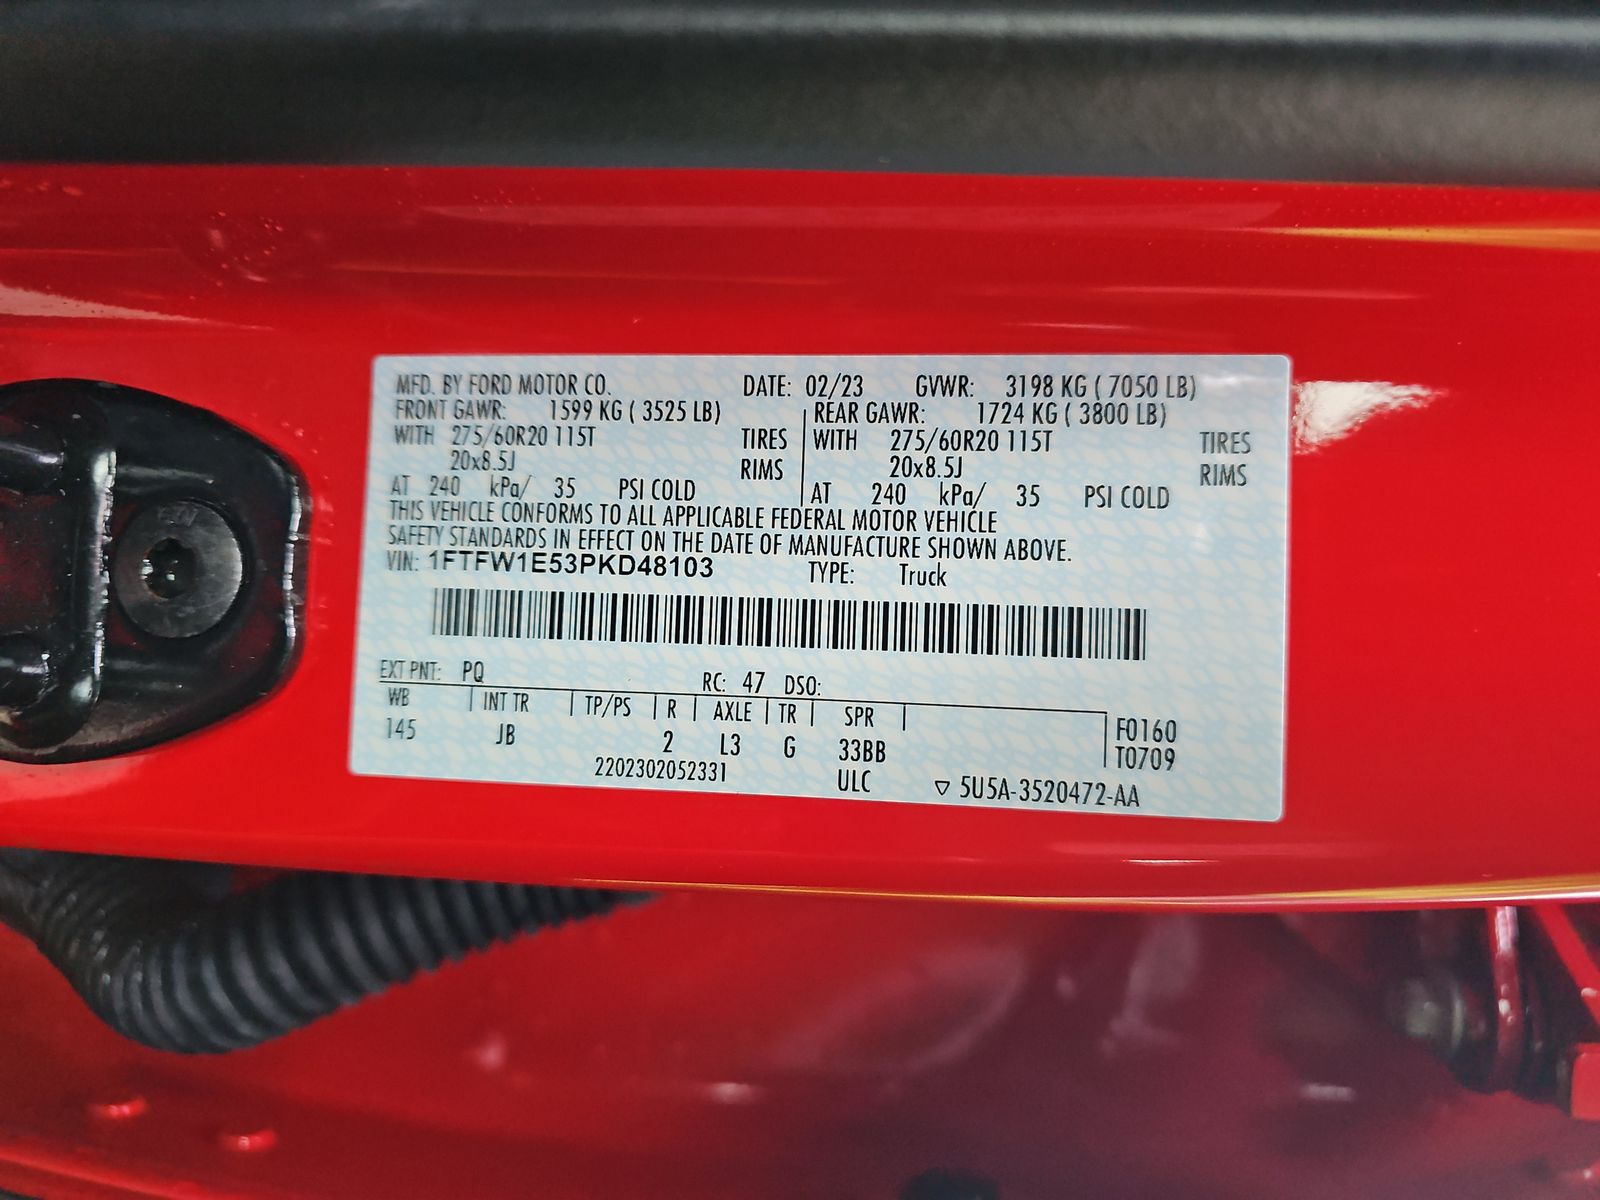 MFD. BY FORD MOTOR CO. DATE: 02/23 GVWR: 3198 KG ( 7050 LB)
FRONT GAWR: 1599 KG ( 3525 LB) REAR GAWR: 1724 KG ( 3800 LB)
WITH 275/60R20 115T TIRES WITH 275/60R20 115T TIRES
20x8.5J RIMS 20x8.5J RIMS
AT 240 kPa/ 35 PSI COLD AT 240 kPa/ 35 PSI COLD
THIS VEHICLE CONFORMS TO ALL APPLICABLE FEDERAL MOTOR VEHICLE
SAFETY STANDARDS IN EFFECT ON THE DATE OF MANUFACTURE SHOWN ABOVE.
VIN: 1FTFW1E53PKD48103 TYPE: Truck
EXT PNT: PQ RC: 47 DSO:
WB INT TR TP/PS R AXLE TR SPR F0160
145 JB 2 L3 G 33BB T0709
2202302052331 ULC ▽ 5U5A-3520472-AA